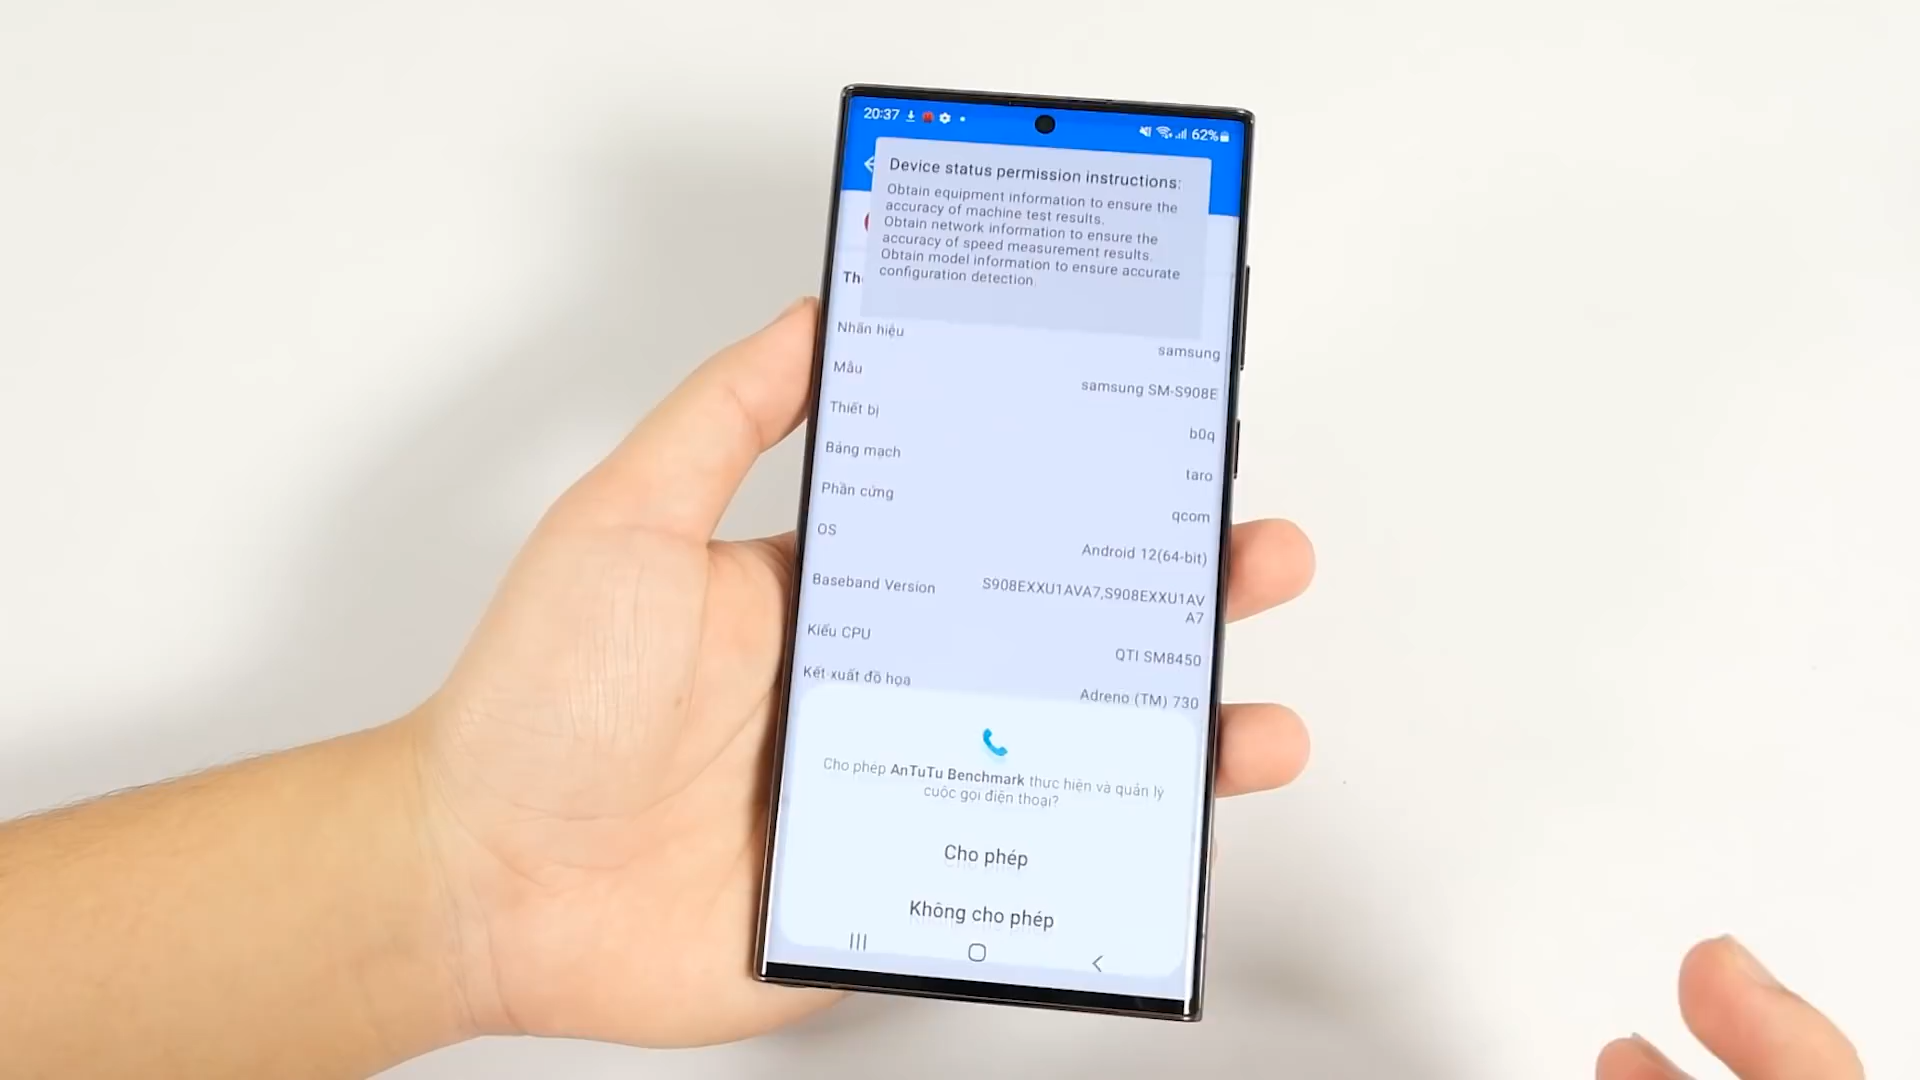 20:37
62%
Device status permission instructions:
Obtain equipment information to ensure the
accuracy of machine test results.
Obtain network information to ensure the
accuracy of speed measurement results.
Obtain model information to ensure accurate
configuration detection.
Th
Nhãn hiệu samsung
Mẫu samsung SM-S908E
Thiết bị b0q
Bảng mạch taro
Phần cứng qcom
OS Android 12(64-bit)
Baseband Version S908EXXU1AVA7,S908EXXU1AV
A7
Kiểu CPU QTI SM8450
Kết xuất đồ họa Adreno (TM) 730
Cho phép AnTuTu Benchmark thực hiện và quản lý
cuộc gọi điện thoại?
Cho phép
Không cho phép